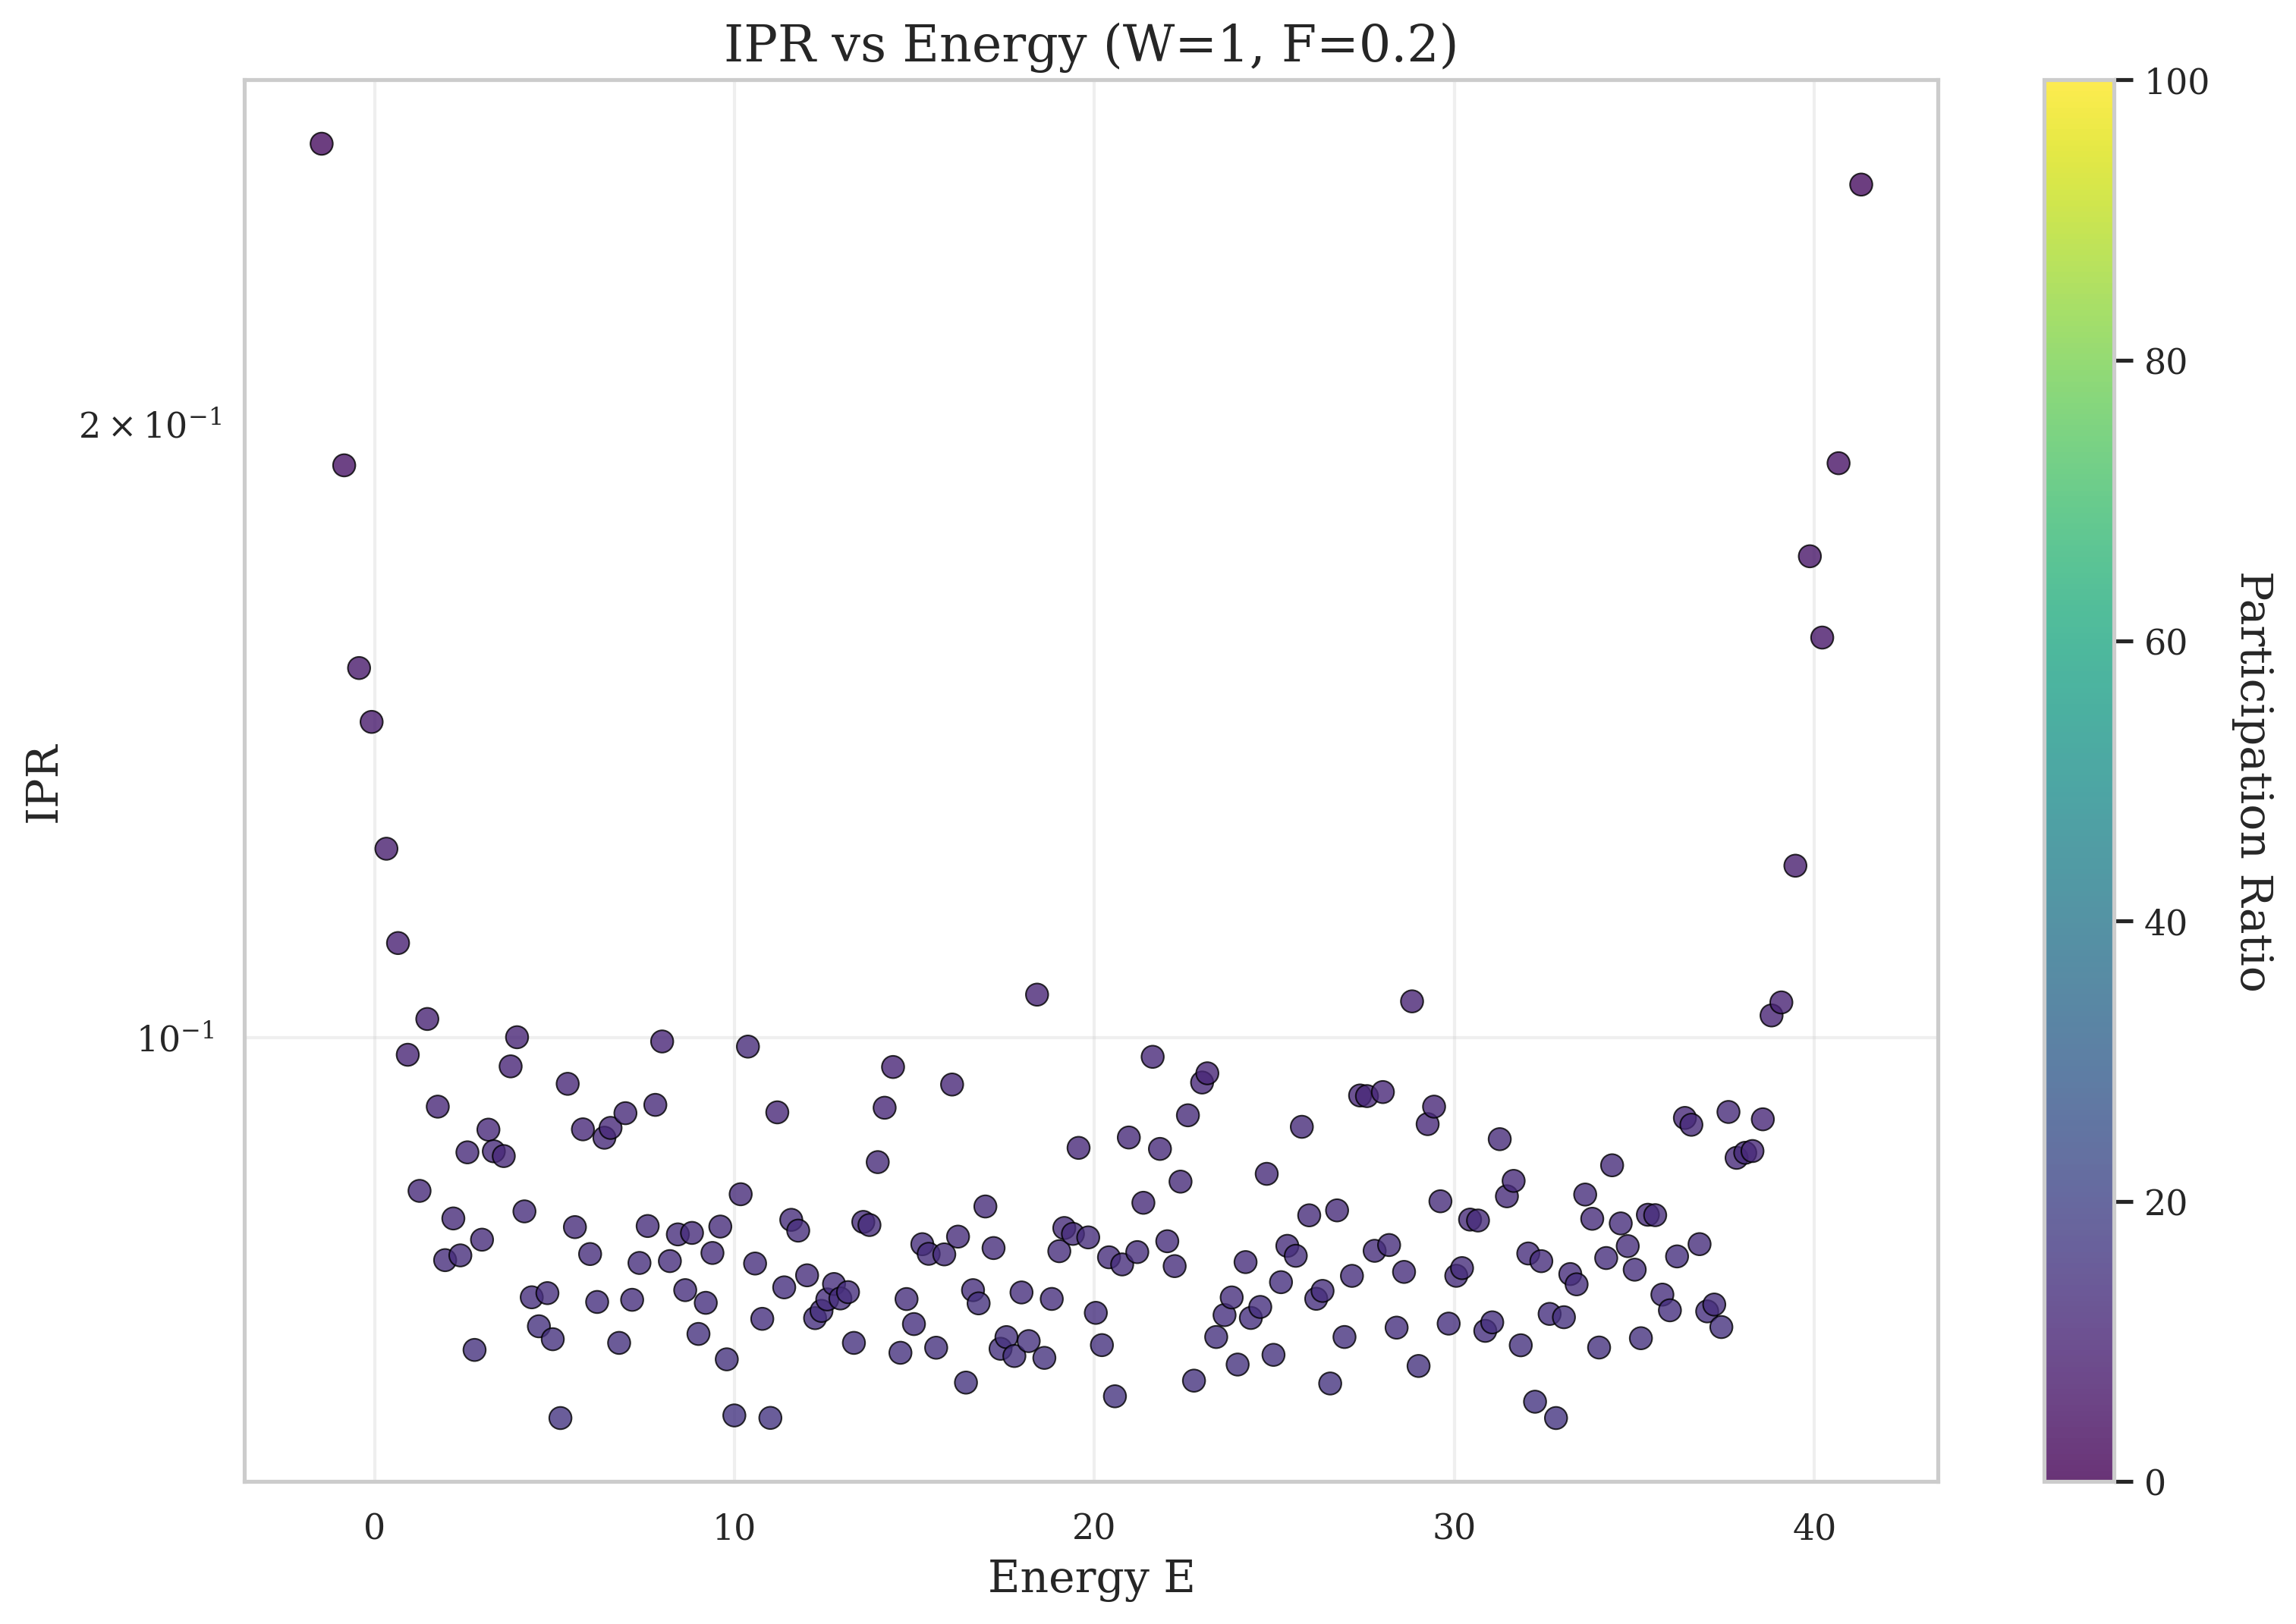 IPR vs Energy (W=1, F=0.2)
2 × 10⁻¹
10⁻¹
IPR
0
10
20
30
40
Energy E
100
80
60
40
20
0
Participation Ratio